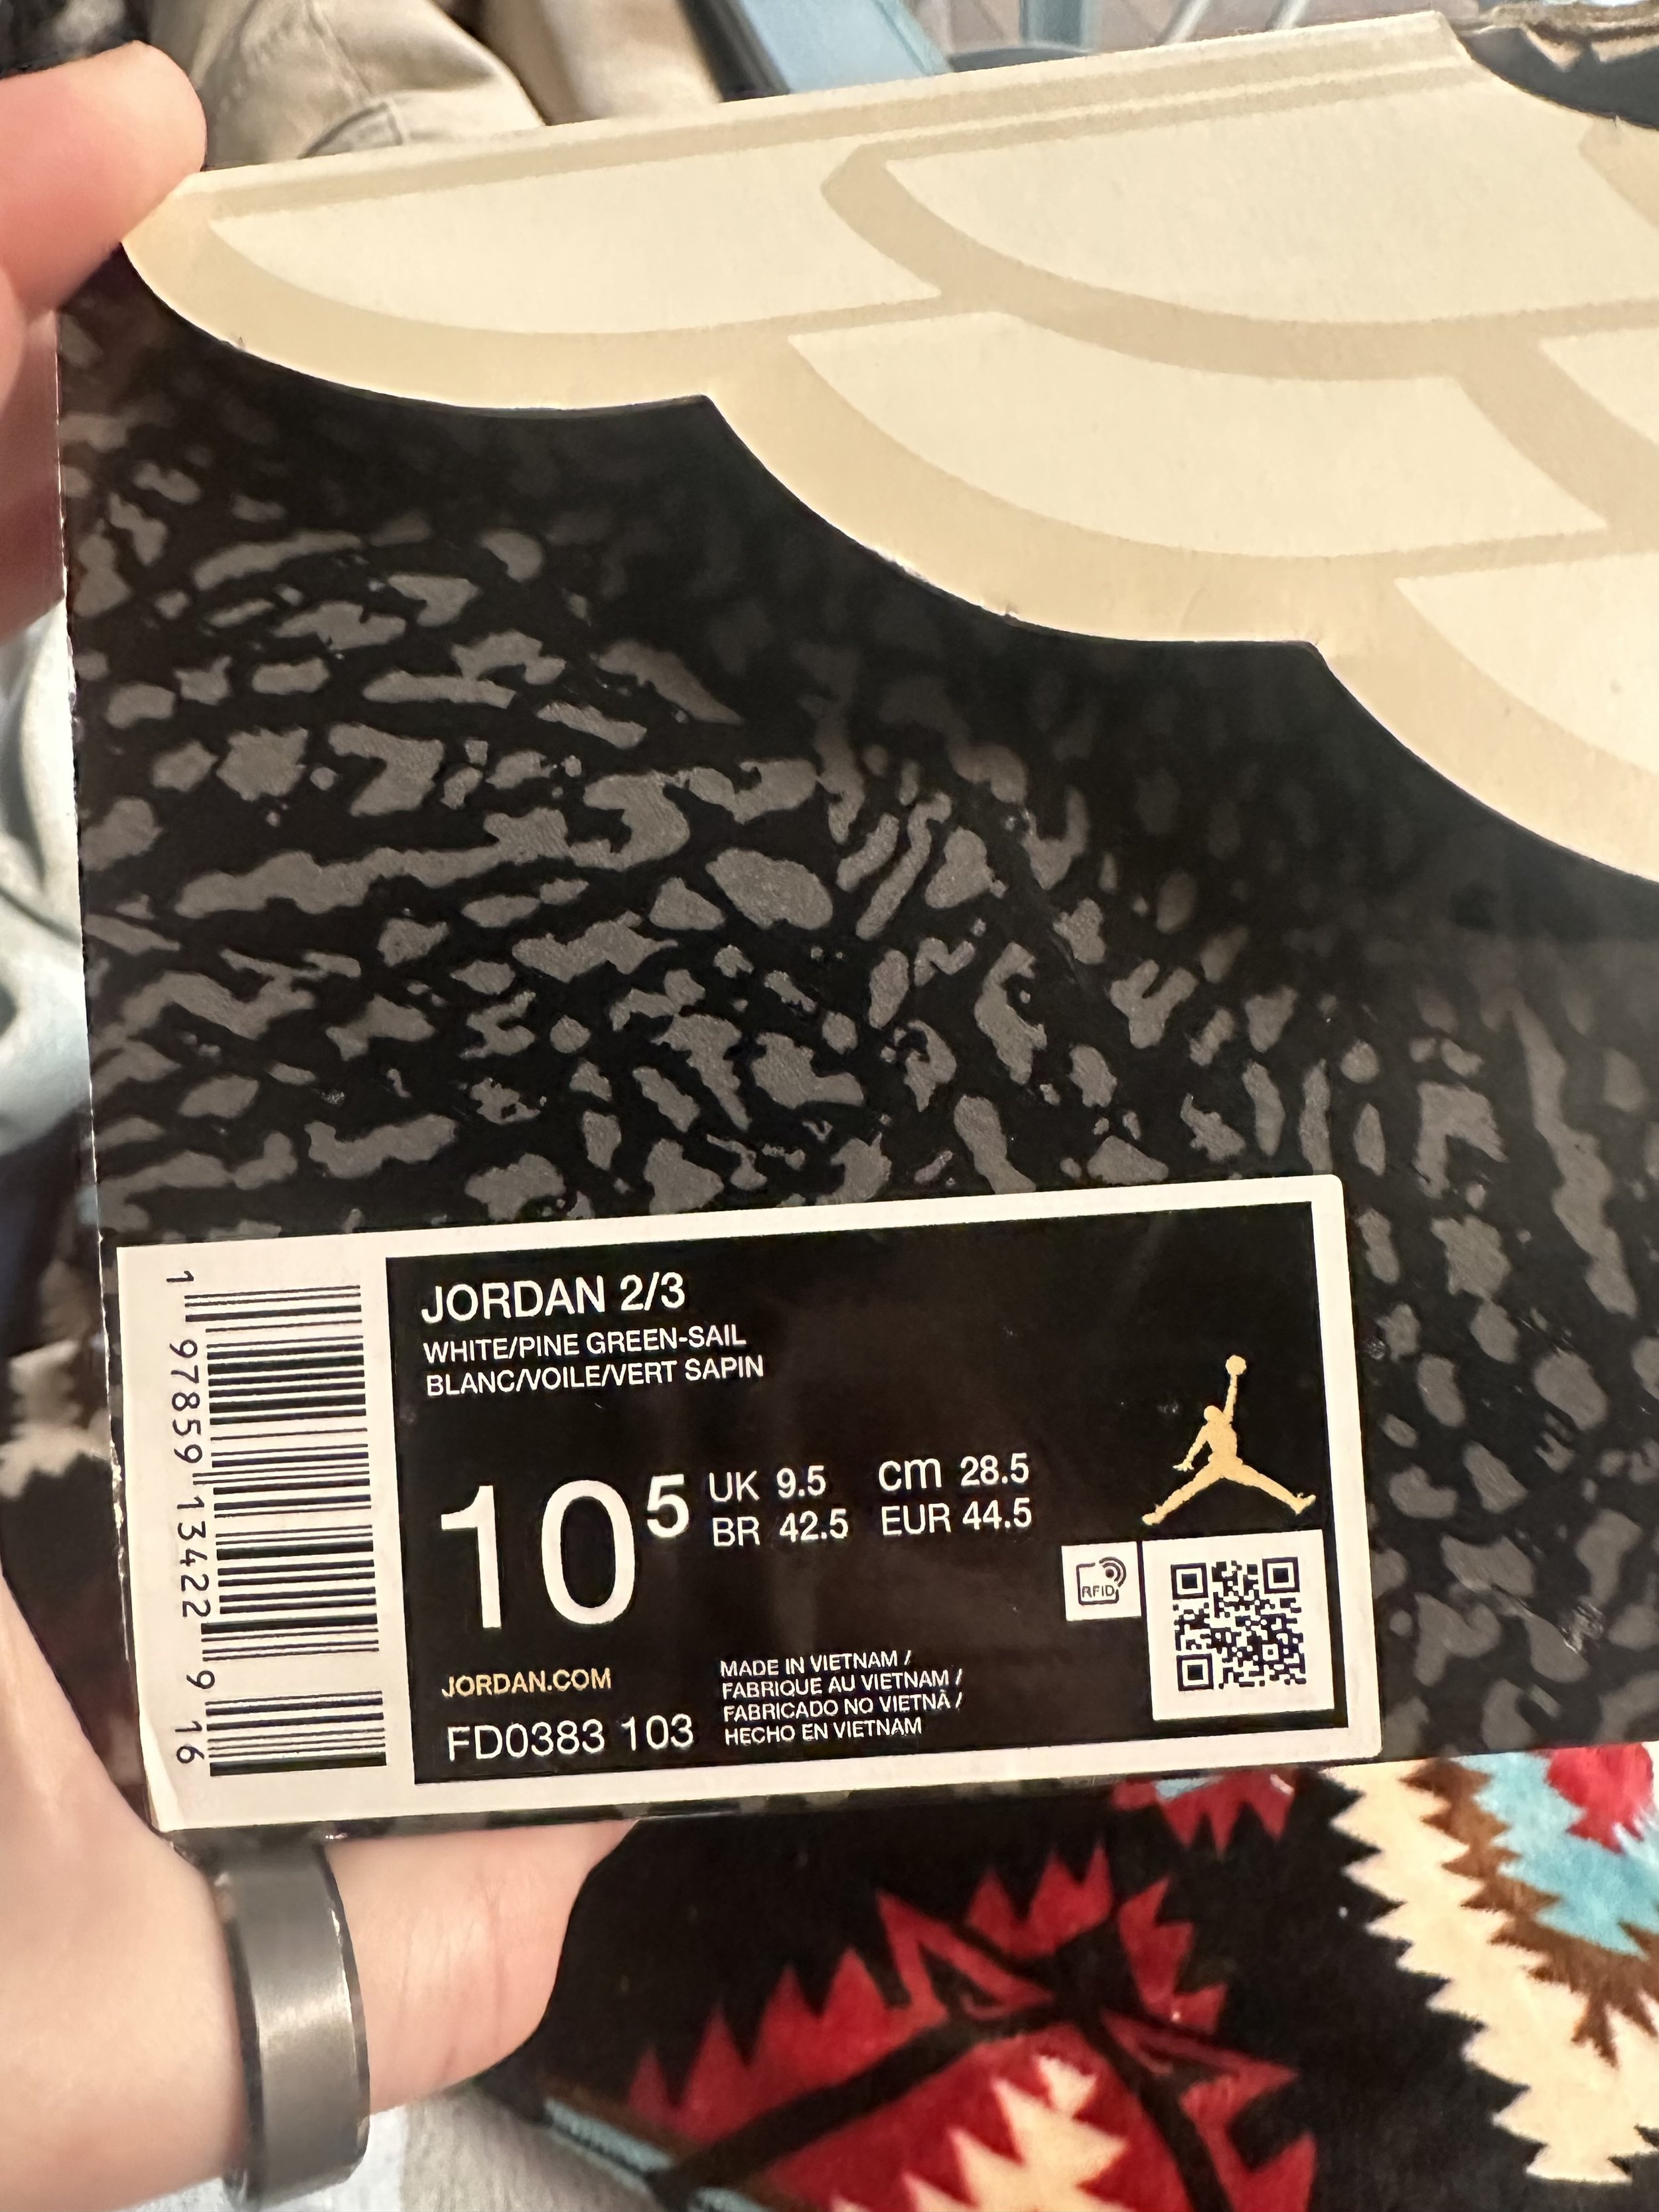 JORDAN 2/3
WHITE/PINE GREEN-SAIL
BLANC/VOILE/VERT SAPIN
10 5
UK 9.5 cm 28.5
BR 42.5 EUR 44.5
RFID
JORDAN.COM
FD0383 103
MADE IN VIETNAM /
FABRIQUE AU VIETNAM /
FABRICADO NO VIETNÃ /
HECHO EN VIETNAM
1 97859 13422 9 16